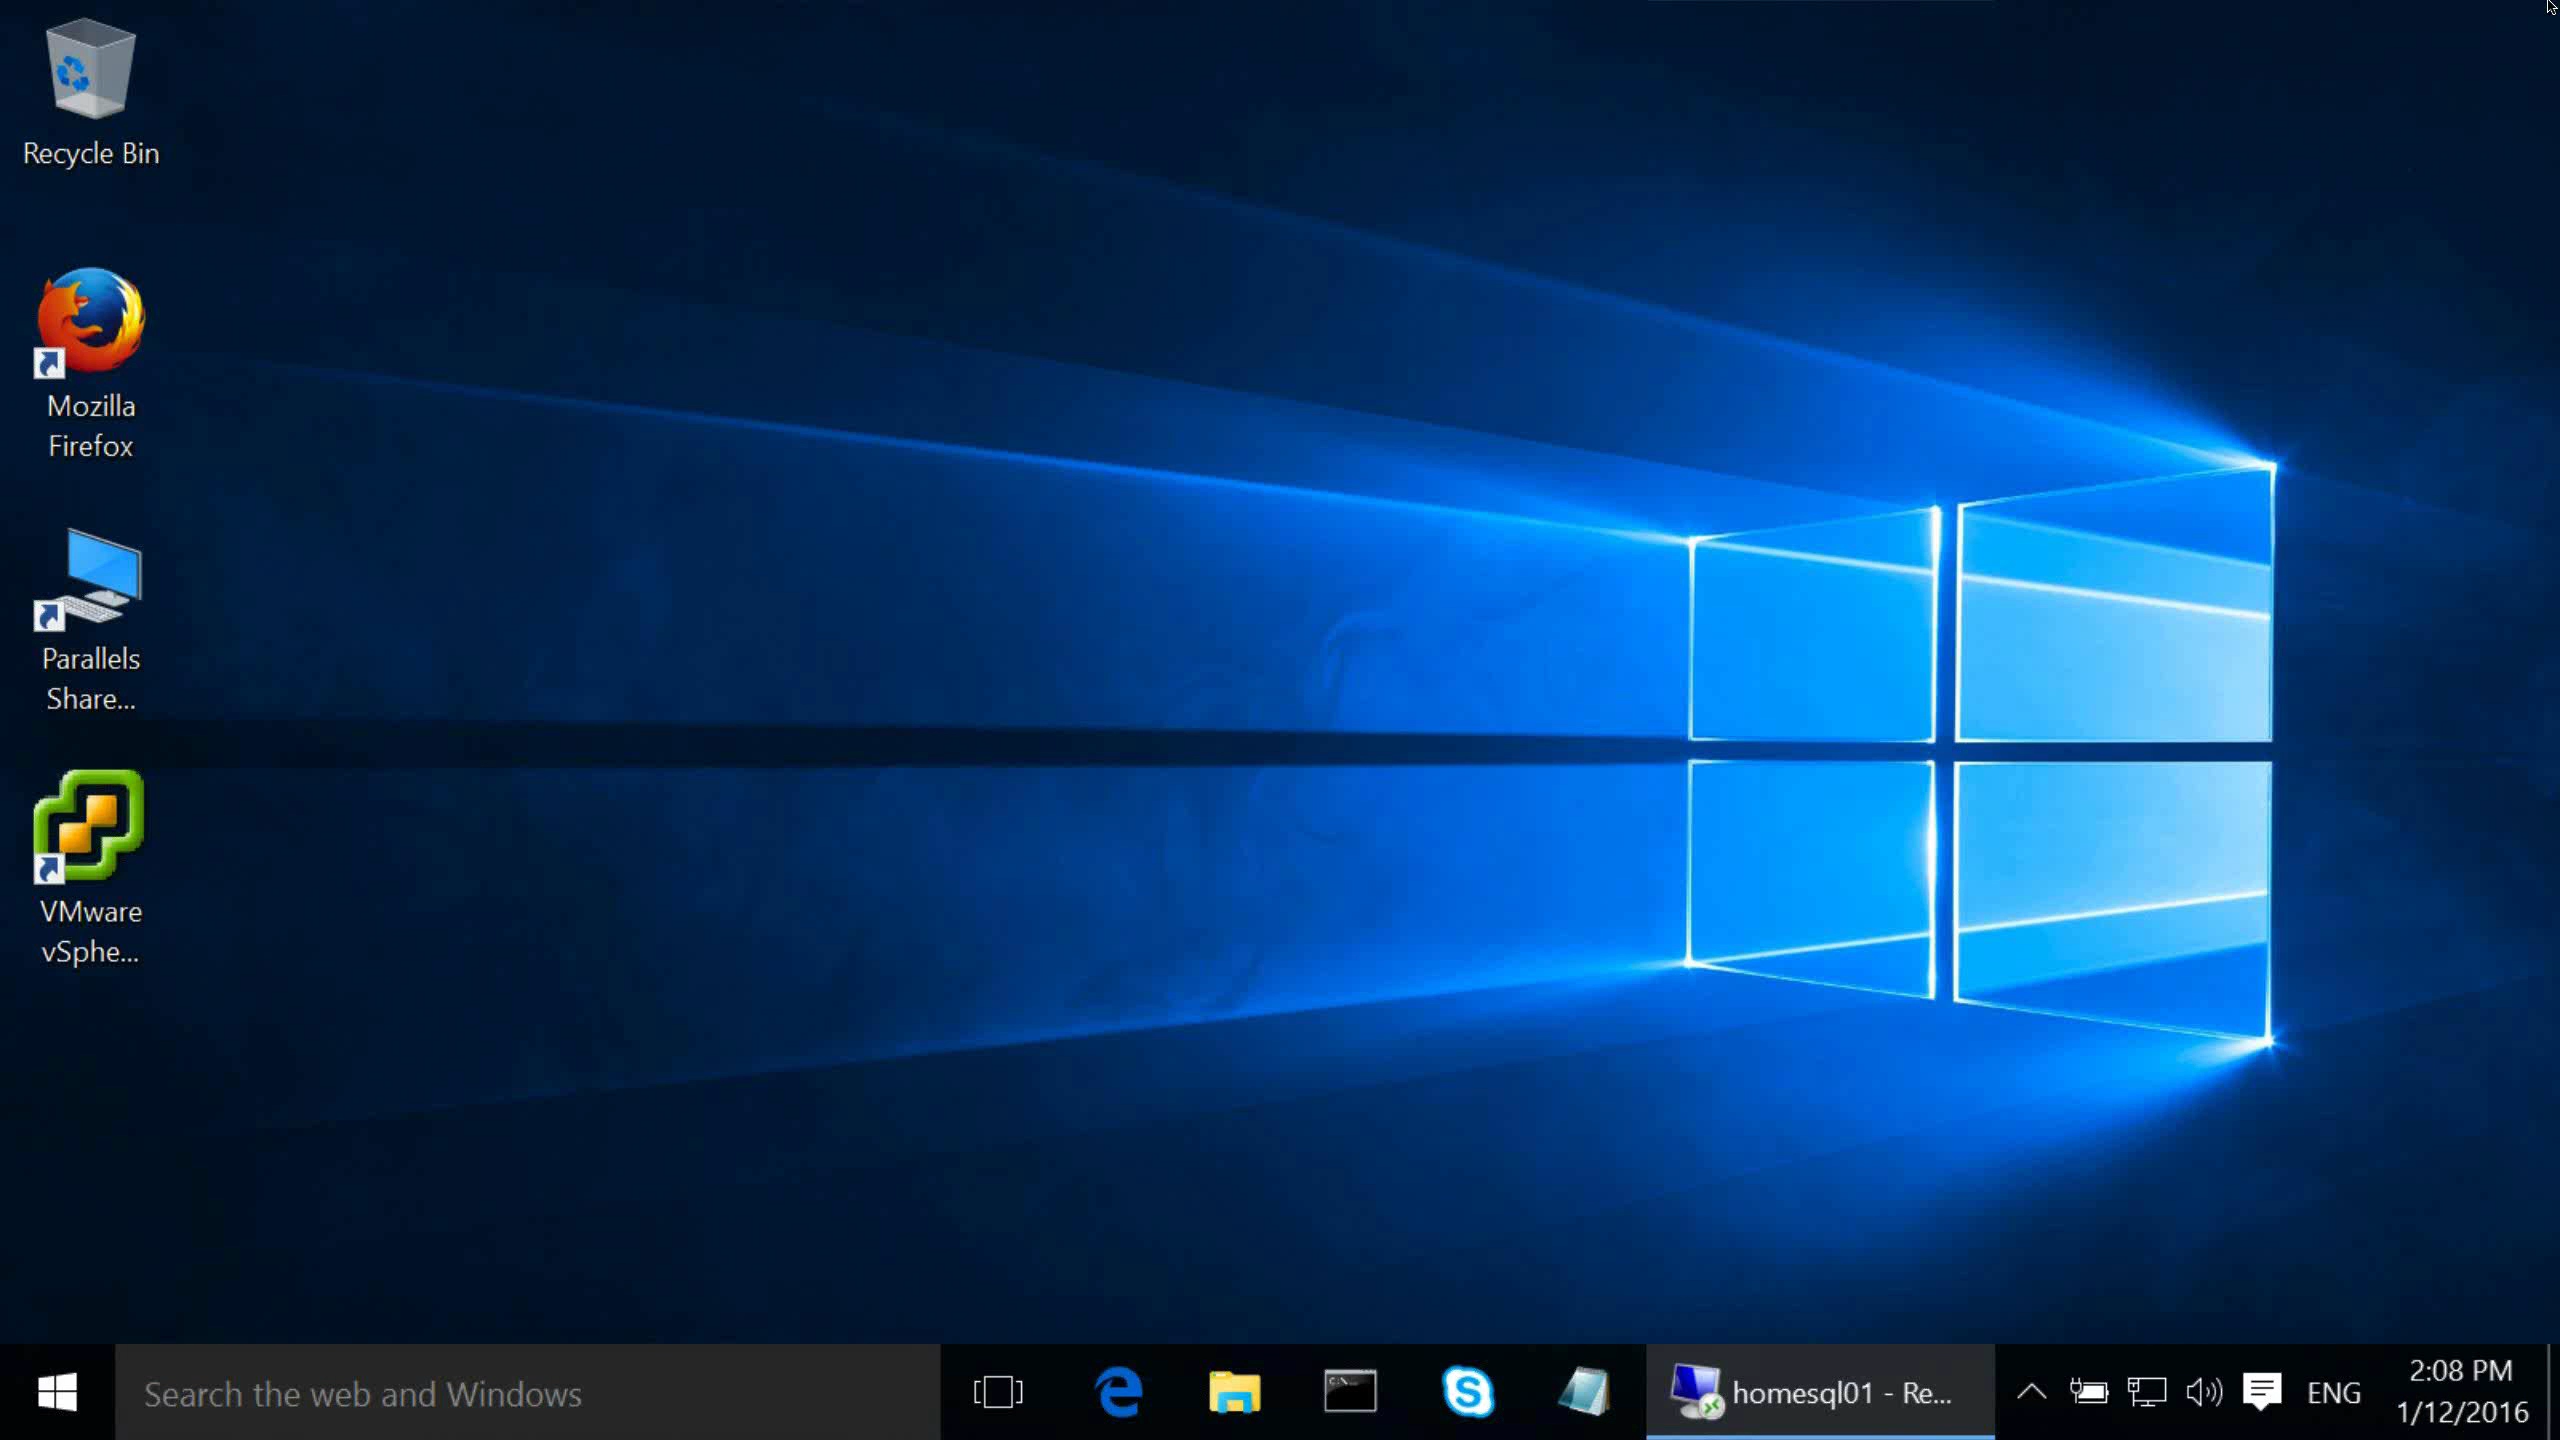 Recycle Bin
Mozilla
Firefox
Parallels
Share...
VMware
vSphe...
Search the web and Windows
homesql01 - Re...
ENG
2:08 PM
1/12/2016